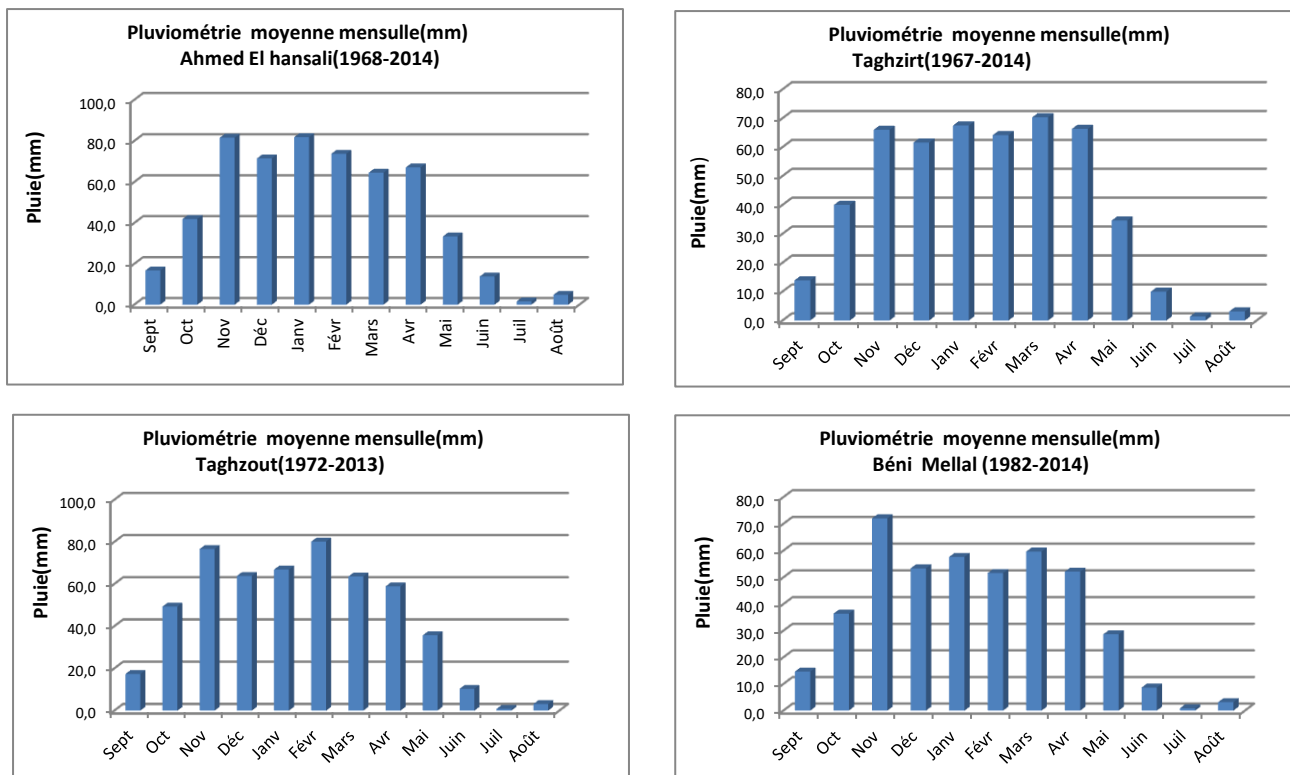 Pluviométrie moyenne mensulle(mm)
Ahmed El hansali(1968-2014)
Pluie(mm)
100,0
80,0
60,0
40,0
20,0
0,0
Sept
Oct
Nov
Déc
Janv
Févr
Mars
Avr
Mai
Juin
Juil
Août
Pluviométrie moyenne mensulle(mm)
Taghzirt(1967-2014)
Pluie(mm)
80,0
70,0
60,0
50,0
40,0
30,0
20,0
10,0
0,0
Sept
Oct
Nov
Déc
Janv
Févr
Mars
Avr
Mai
Juin
Juil
Août
Pluviométrie moyenne mensulle(mm)
Taghzout(1972-2013)
Pluie(mm)
100,0
80,0
60,0
40,0
20,0
0,0
Sept
Oct
Nov
Déc
Janv
Févr
Mars
Avr
Mai
Juin
Juil
Août
Pluviométrie moyenne mensulle(mm)
Béni Mellal (1982-2014)
Pluie(mm)
80,0
70,0
60,0
50,0
40,0
30,0
20,0
10,0
0,0
Sept
Oct
Nov
Déc
Janv
Févr
Mars
Avr
Mai
Juin
Juil
Août